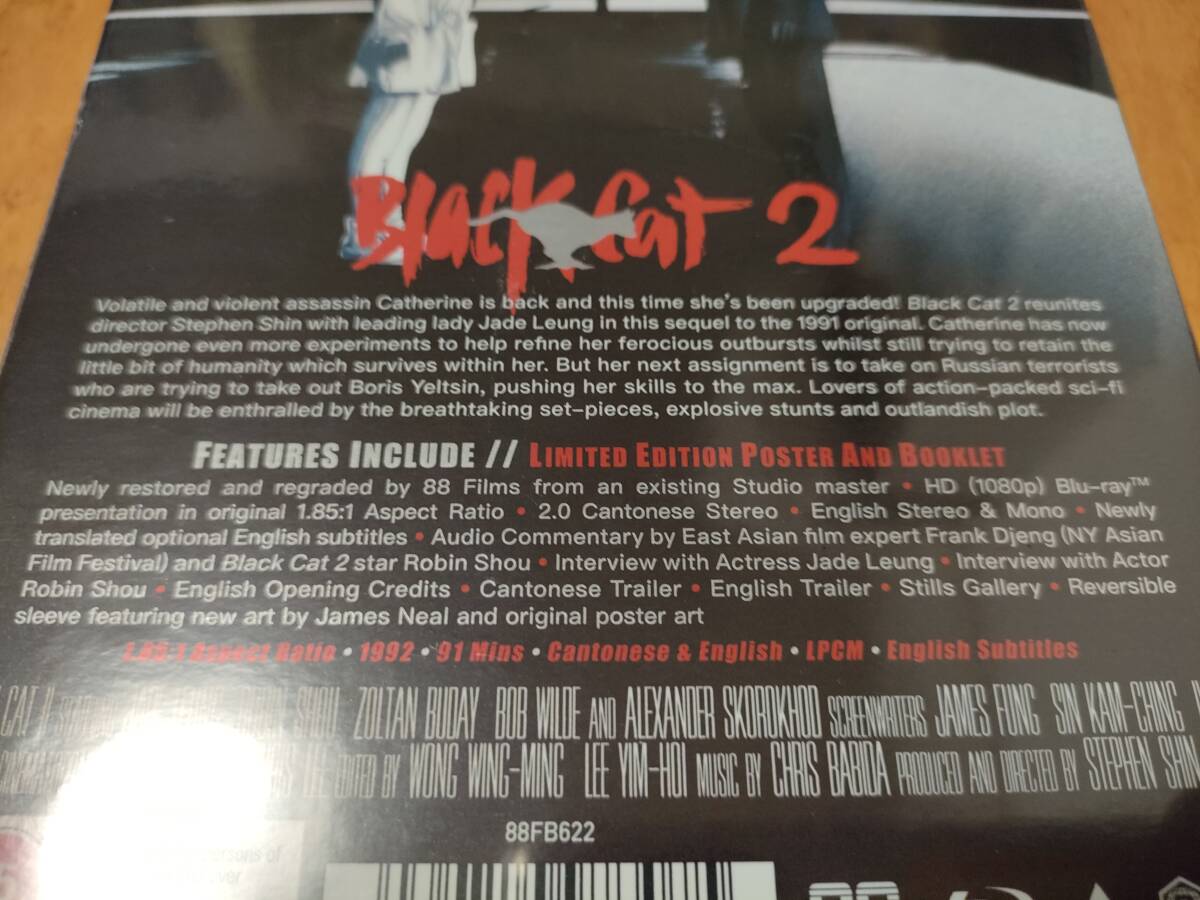 Black Cat 2
Volatile and violent assassin Catherine is back and this time she's been upgraded! Black Cat 2 reunites
director Stephen Shin with leading lady Jade Leung in this sequel to the 1991 original. Catherine has now
undergone even more experiments to help refine her ferocious outbursts whilst still trying to retain the
little bit of humanity which survives within her. But her next assignment is to take on Russian terrorists
who are trying to take out Boris Yeltsin, pushing her skills to the max. Lovers of action-packed sci-fi
cinema will be enthralled by the breathtaking set-pieces, explosive stunts and outlandish plot.
FEATURES INCLUDE // LIMITED EDITION POSTER AND BOOKLET
Newly restored and regraded by 88 Films from an existing Studio master • HD (1080p) Blu-ray™
presentation in original 1.85:1 Aspect Ratio • 2.0 Cantonese Stereo • English Stereo & Mono • Newly
translated optional English subtitles • Audio Commentary by East Asian film expert Frank Djeng (NY Asian
Film Festival) and Black Cat 2 star Robin Shou • Interview with Actress Jade Leung • Interview with Actor
Robin Shou • English Opening Credits • Cantonese Trailer • English Trailer • Stills Gallery • Reversible
sleeve featuring new art by James Neal and original poster art
1.85:1 Aspect Ratio • 1992 • 91 Mins • Cantonese & English • LPCM • English Subtitles
CAT II SHOU ZOLTAN BUDAY BOB WILDE AND ALEXANDER SKOROKHOD SCREENWRITERS JAMES FUNG SIN KAM-CHING
EDITED BY WONG WING-MING LEE YIM-HOI MUSIC BY CHRIS BABIDA PRODUCED AND DIRECTED BY STEPHEN SHIN
88FB622
persons of
over